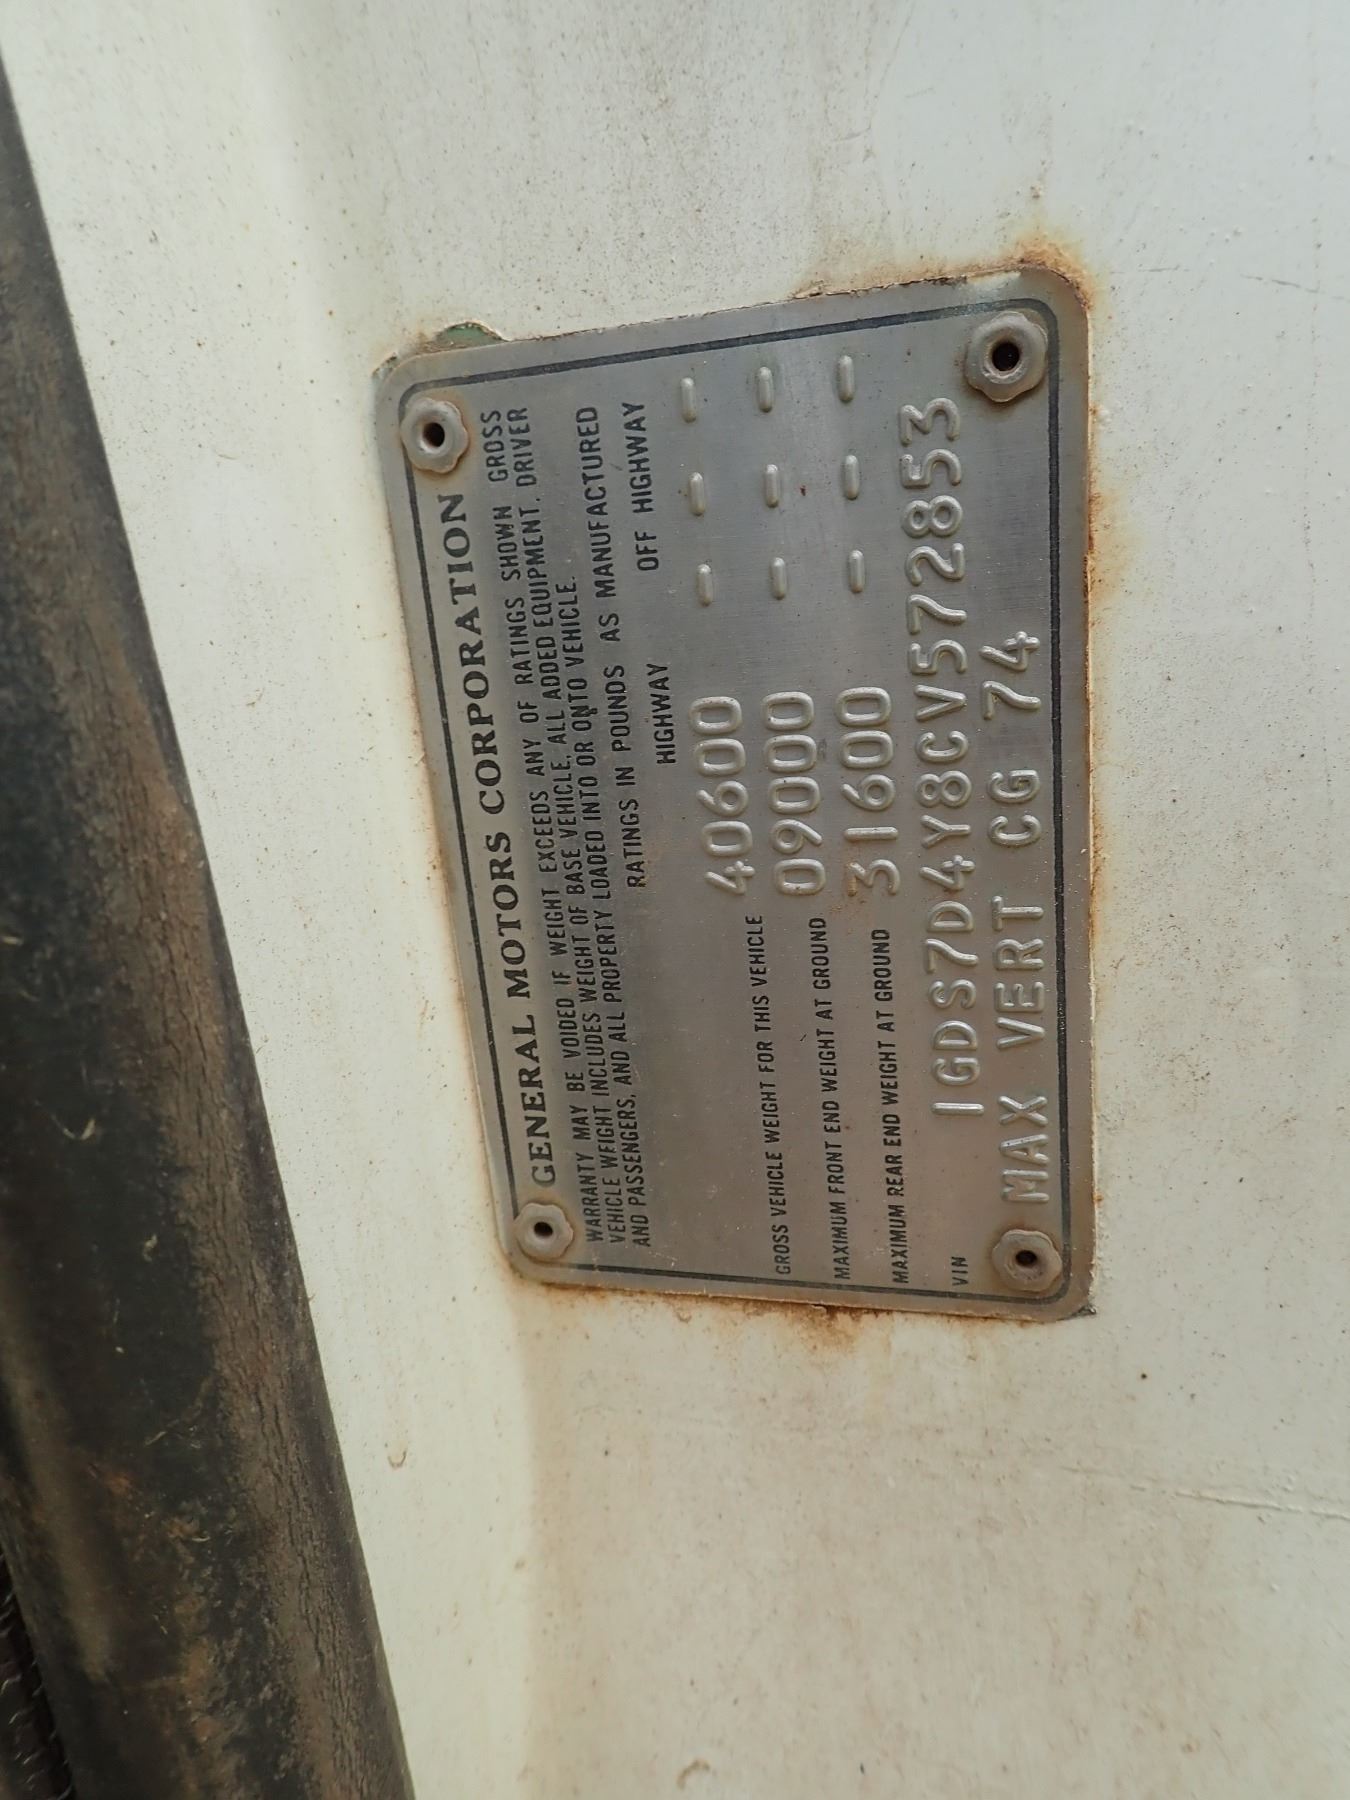 GENERAL MOTORS CORPORATION
WARRANTY MAY BE VOIDED IF WEIGHT EXCEEDS ANY OF RATINGS SHOWN GROSS
VEHICLE WEIGHT INCLUDES WEIGHT OF BASE VEHICLE, ALL ADDED EQUIPMENT, DRIVER
AND PASSENGERS, AND ALL PROPERTY LOADED INTO OR ONTO VEHICLE.
RATINGS IN POUNDS AS MANUFACTURED
HIGHWAY OFF HIGHWAY
GROSS VEHICLE WEIGHT FOR THIS VEHICLE 40600 - - -
MAXIMUM FRONT END WEIGHT AT GROUND 09000 - - -
MAXIMUM REAR END WEIGHT AT GROUND 31600 - - -
VIN 1GDS7D4Y8CV572853
MAX VERT CG 74